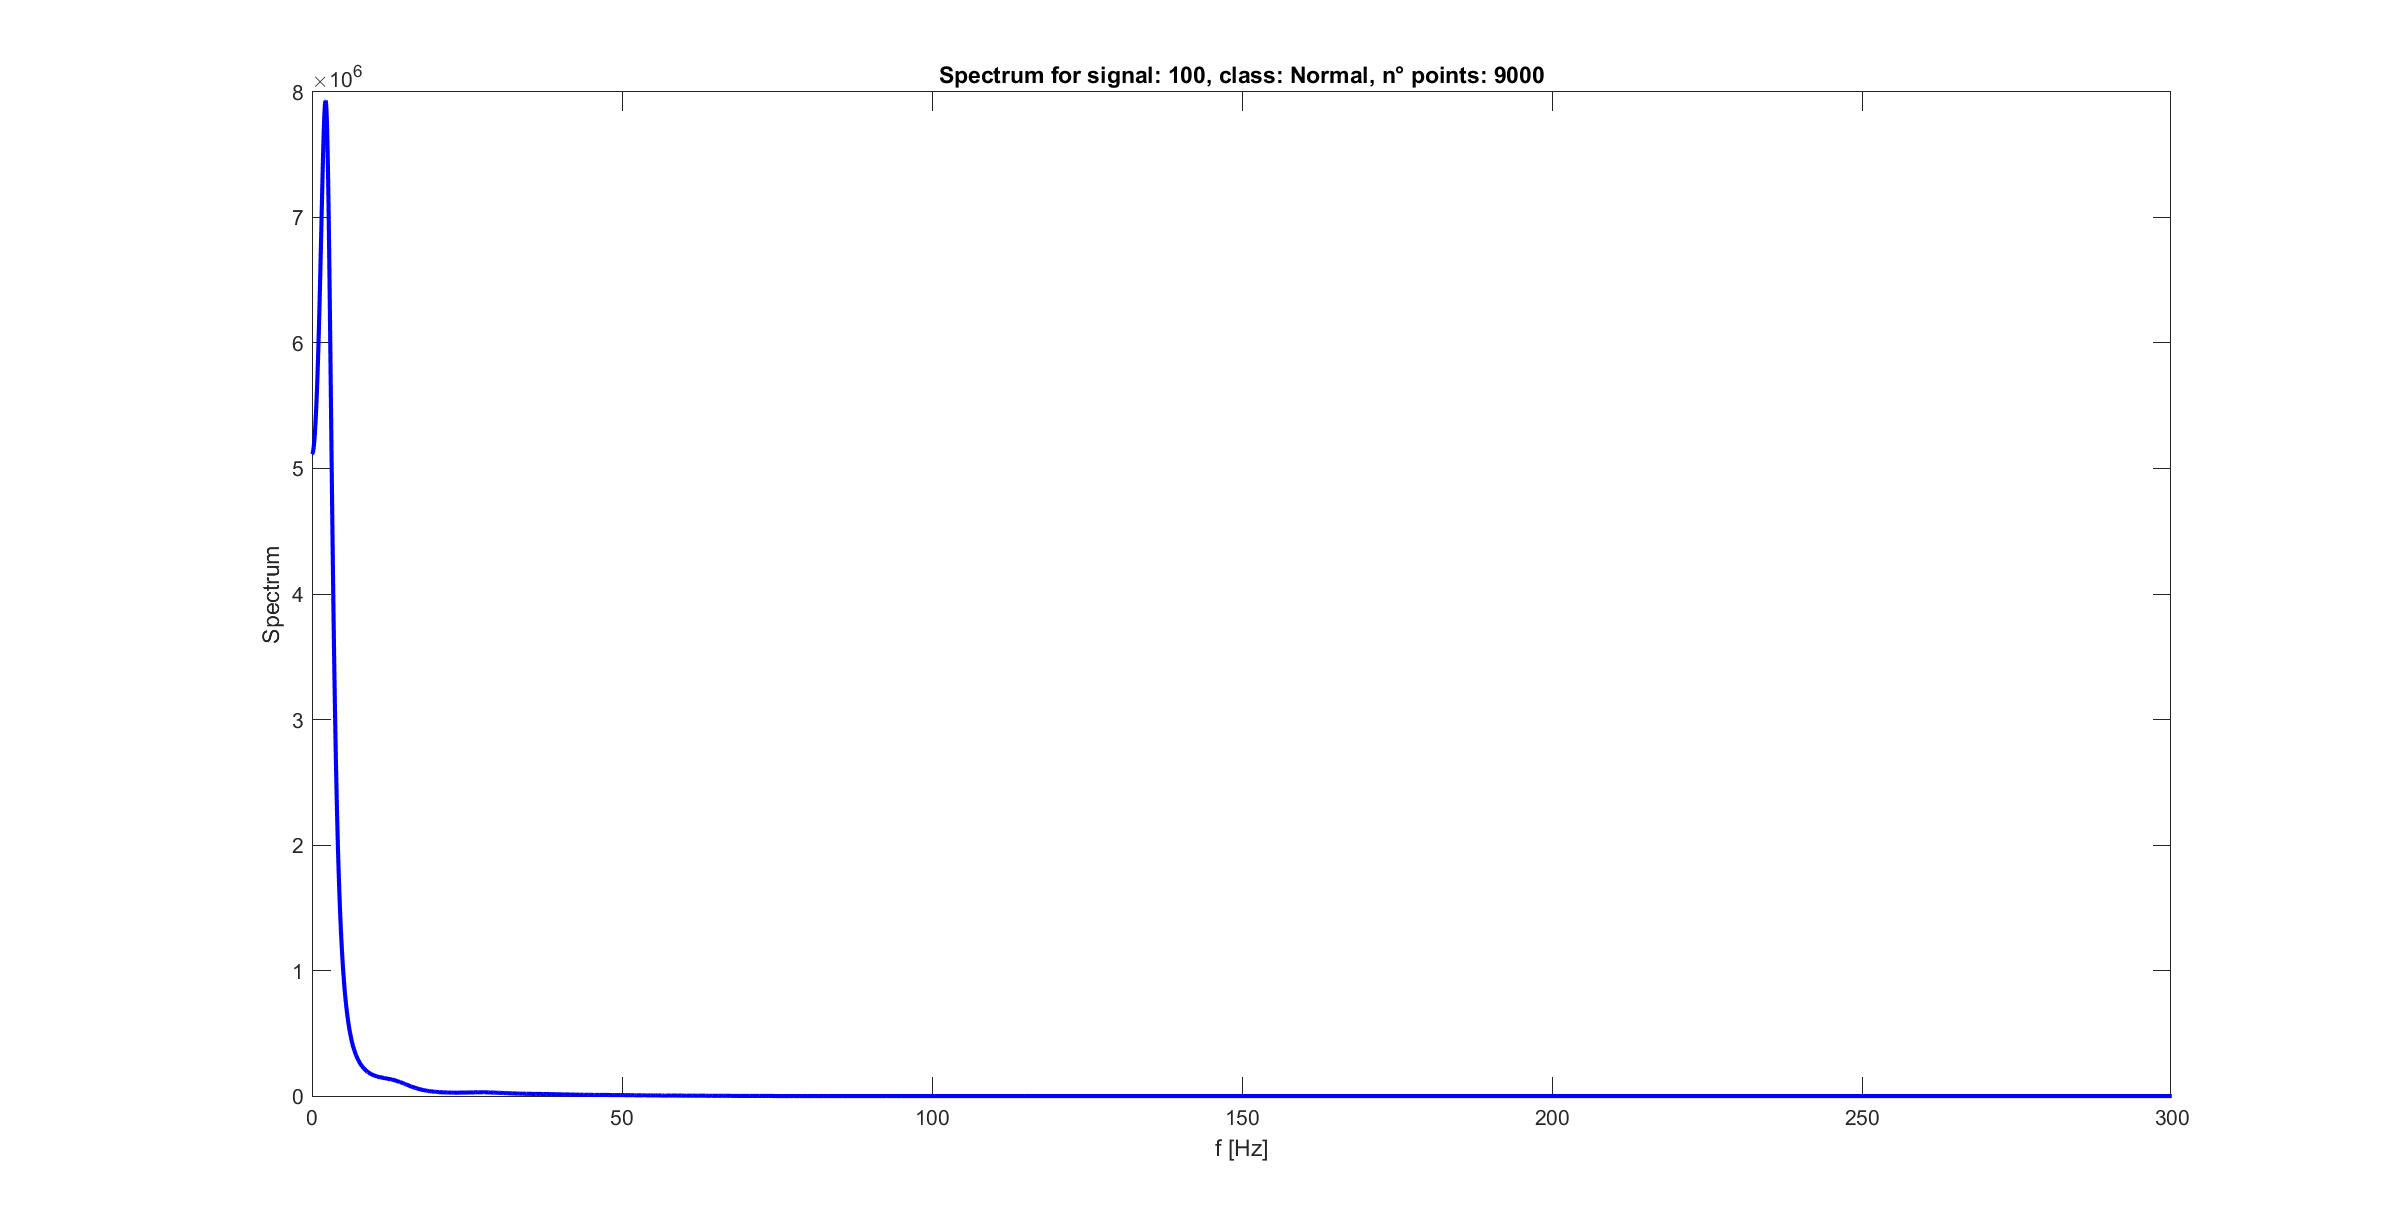 Spectrum for signal: 100, class: Normal, n° points: 9000
×10^6
8
7
6
5
4
3
2
1
0
Spectrum
0 50 100 150 200 250 300
f [Hz]